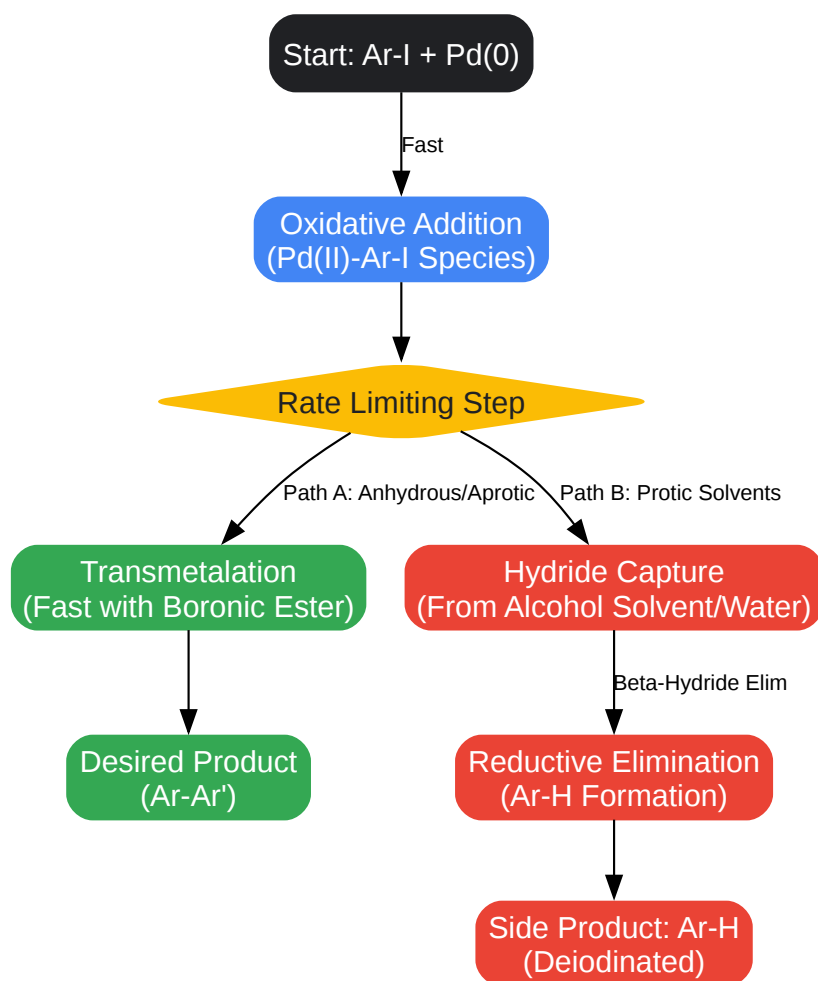 Start: Ar-I + Pd(0)
Fast
Oxidative Addition
(Pd(II)-Ar-I Species)
Rate Limiting Step
Path A: Anhydrous/Aprotic
Path B: Protic Solvents
Transmetalation
(Fast with Boronic Ester)
Hydride Capture
(From Alcohol Solvent/Water)
Beta-Hydride Elim
Desired Product
(Ar-Ar')
Reductive Elimination
(Ar-H Formation)
Side Product: Ar-H
(Deiodinated)